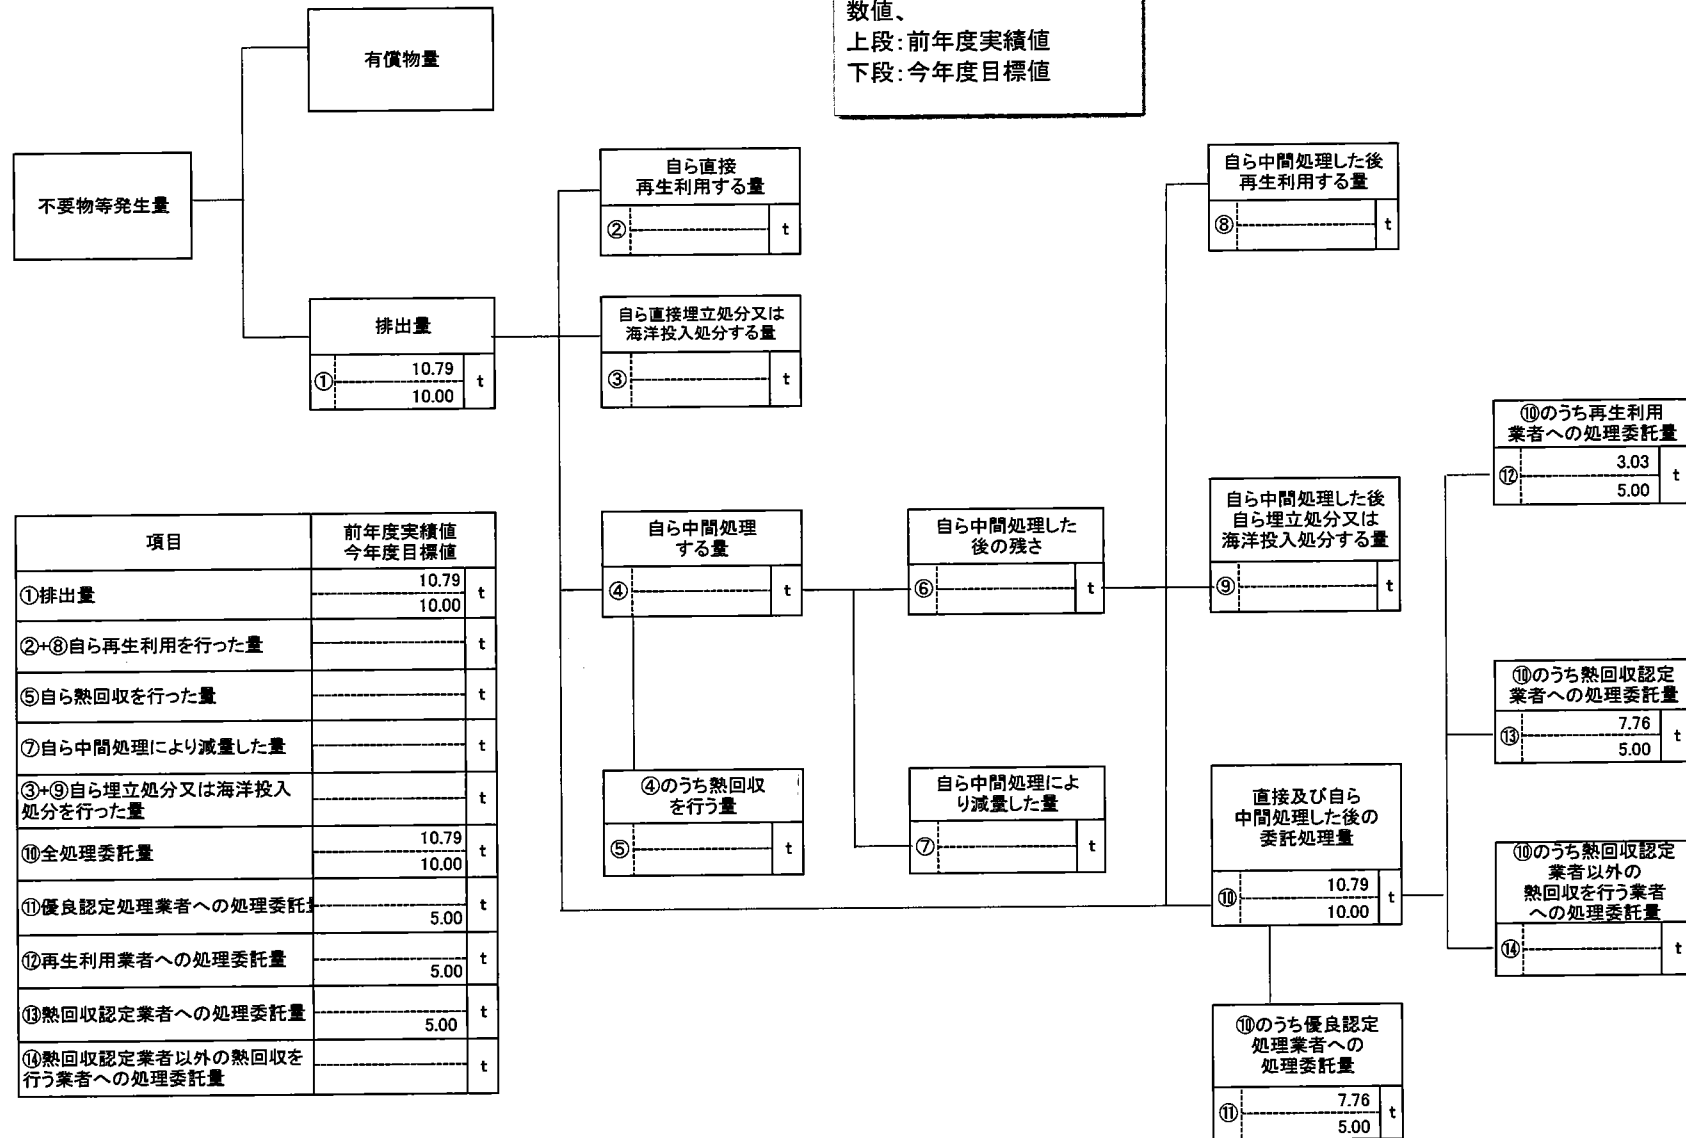 数値、
上段：前年度実績値
下段：今年度目標値
有償物量
不要物等発生量
排出量
① 10.79 t
10.00
自ら直接
再生利用する量
② t
自ら直接埋立処分又は
海洋投入処分する量
③ t
自ら中間処理
する量
④ t
④のうち熱回収
を行う量
⑤ t
自ら中間処理した
後の残さ
⑥ t
自ら中間処理によ
り減量した量
⑦ t
自ら中間処理した後
再生利用する量
⑧ t
自ら中間処理した後
自ら埋立処分又は
海洋投入処分する量
⑨ t
直接及び自ら
中間処理した後の
委託処理量
⑩ 10.79 t
10.00
⑩のうち優良認定
処理業者への
処理委託量
⑪ 7.76 t
5.00
⑩のうち再生利用
業者への処理委託量
⑫ 3.03 t
5.00
⑩のうち熱回収認定
業者への処理委託量
⑬ 7.76 t
5.00
⑩のうち熱回収認定
業者以外の
熱回収を行う業者
への処理委託量
⑭ t
項目 前年度実績値
今年度目標値
①排出量 10.79 t
10.00
②+⑧自ら再生利用を行った量 t
⑤自ら熱回収を行った量 t
⑦自ら中間処理により減量した量 t
③+⑨自ら埋立処分又は海洋投入
処分を行った量 t
⑩全処理委託量 10.79 t
10.00
⑪優良認定処理業者への処理委託 t
5.00
⑫再生利用業者への処理委託量 t
5.00
⑬熱回収認定業者への処理委託量 t
5.00
⑭熱回収認定業者以外の熱回収を
行う業者への処理委託量 t